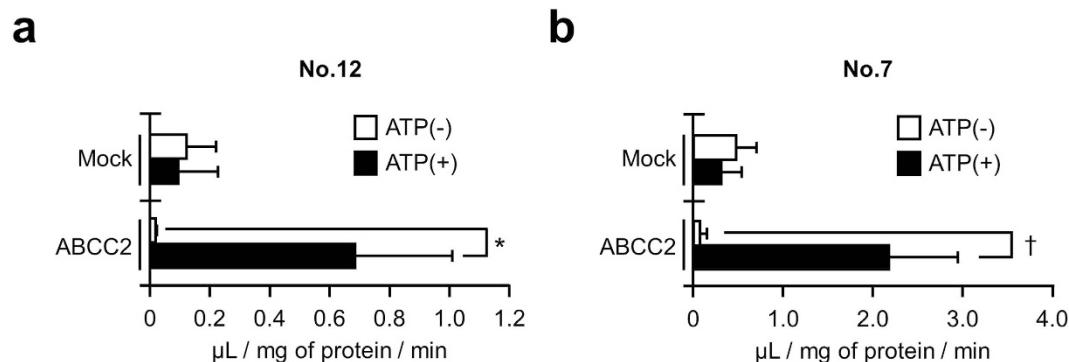 a
No.12
ATP(-)
ATP(+)
Mock
ABCC2
*
0 0.2 0.4 0.6 0.8 1.0 1.2
µL / mg of protein / min
b
No.7
ATP(-)
ATP(+)
Mock
ABCC2
†
0 1.0 2.0 3.0 4.0
µL / mg of protein / min